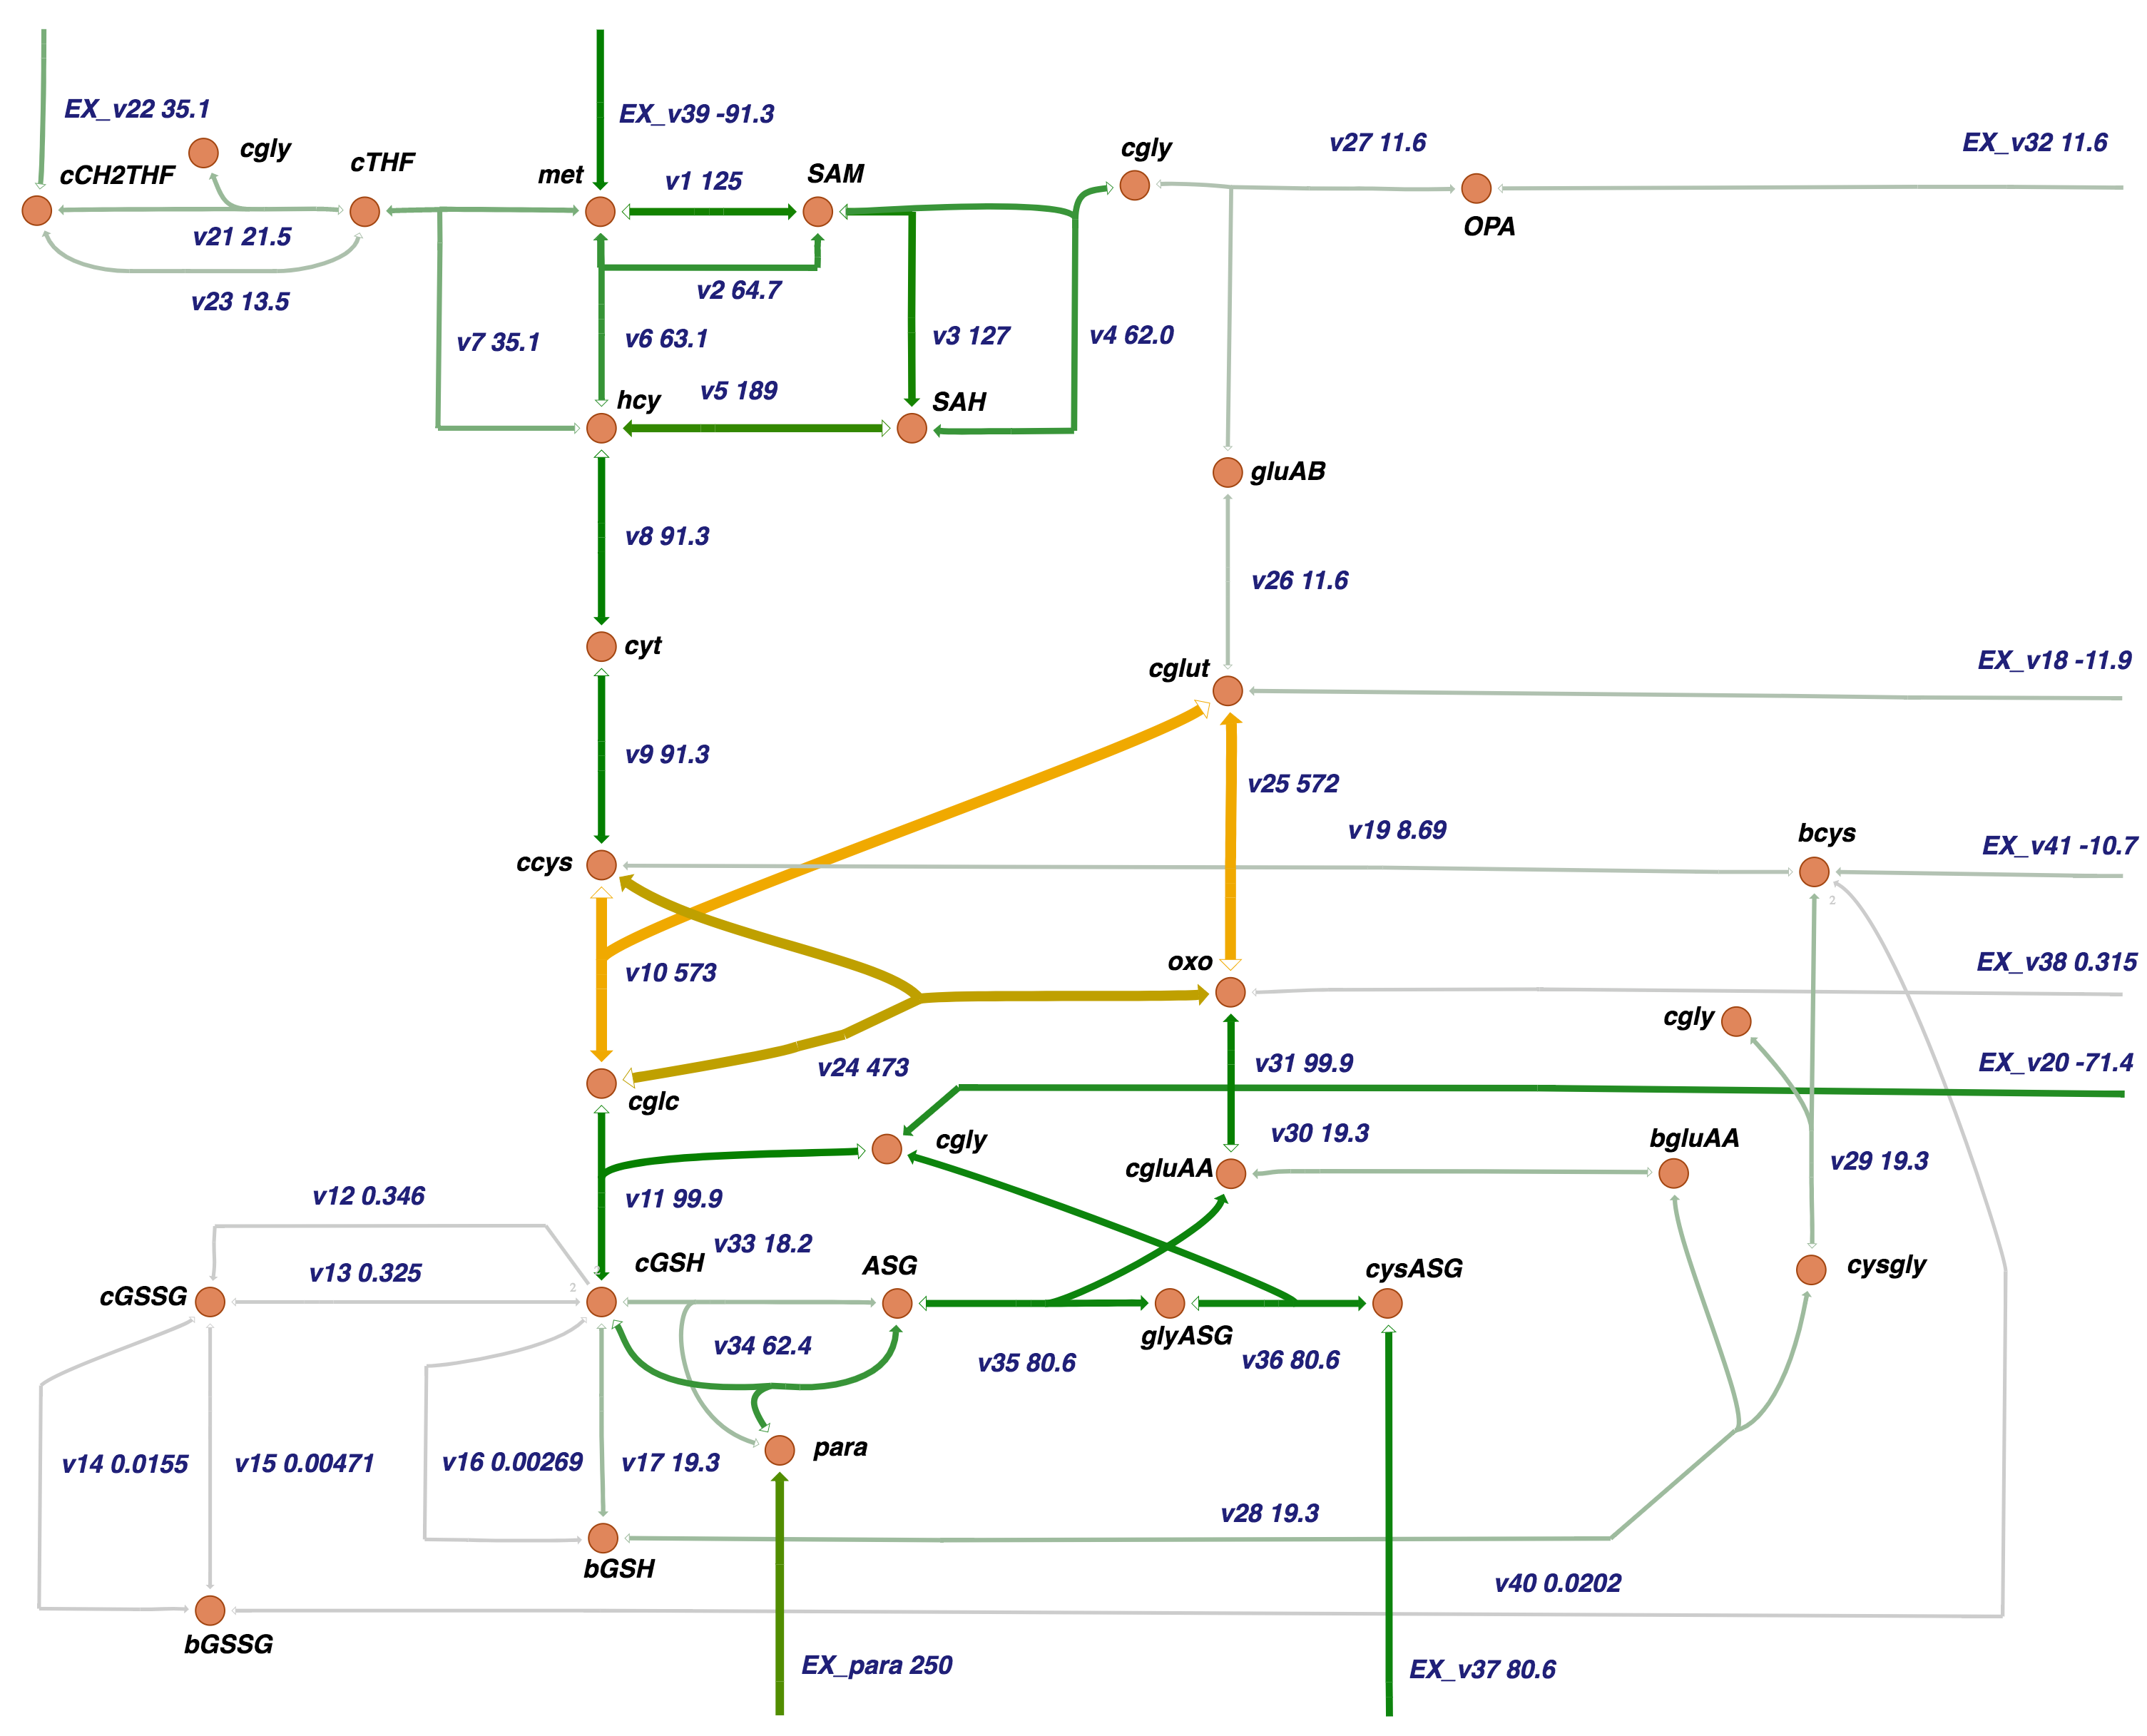 EX_v22 35.1
EX_v39 -91.3
cgly
cTHF
cCH2THF
met
v1 125
SAM
cgly
v27 11.6
EX_v32 11.6
OPA
v21 21.5
v23 13.5
v2 64.7
v7 35.1
v6 63.1
v3 127
v4 62.0
hcy
v5 189
SAH
gluAB
v8 91.3
v26 11.6
cyt
cglut
EX_v18 -11.9
v9 91.3
v25 572
v19 8.69
bcys
EX_v41 -10.7
ccys
2
v10 573
oxo
EX_v38 0.315
cgly
v24 473
v31 99.9
EX_v20 -71.4
cglc
cgly
v30 19.3
bgluAA
cgluAA
v29 19.3
v12 0.346
v11 99.9
v33 18.2
v13 0.325
cGSH
ASG
cysASG
cysgly
2
2
cGSSG
glyASG
v34 62.4
v35 80.6
v36 80.6
para
v14 0.0155
v15 0.00471
v16 0.00269
v17 19.3
v28 19.3
bGSH
v40 0.0202
bGSSG
EX_para 250
EX_v37 80.6